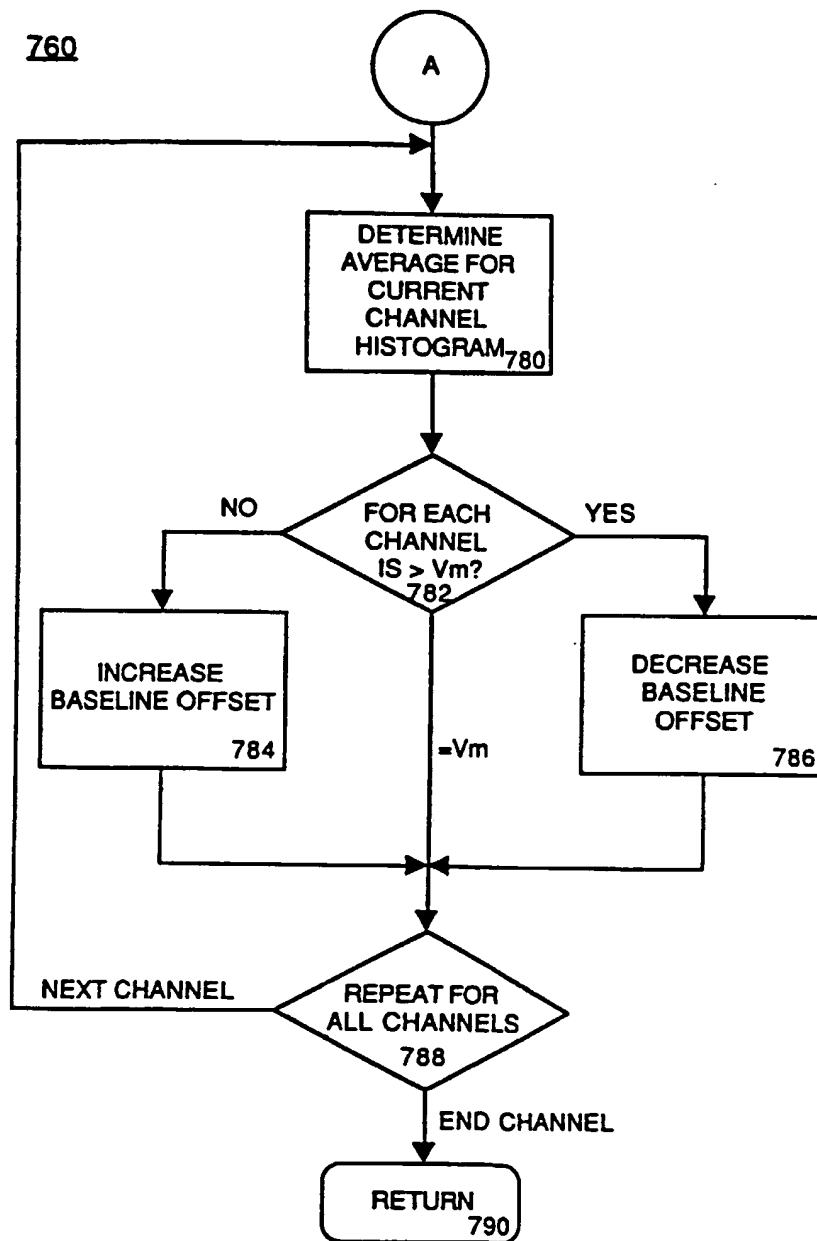 760
A
DETERMINE
AVERAGE FOR
CURRENT
CHANNEL
HISTOGRAM 780
NO
FOR EACH
CHANNEL
IS > Vm?
782
YES
INCREASE
BASELINE OFFSET
784
=Vm
DECREASE
BASELINE
OFFSET
786
NEXT CHANNEL
REPEAT FOR
ALL CHANNELS
788
END CHANNEL
RETURN
790